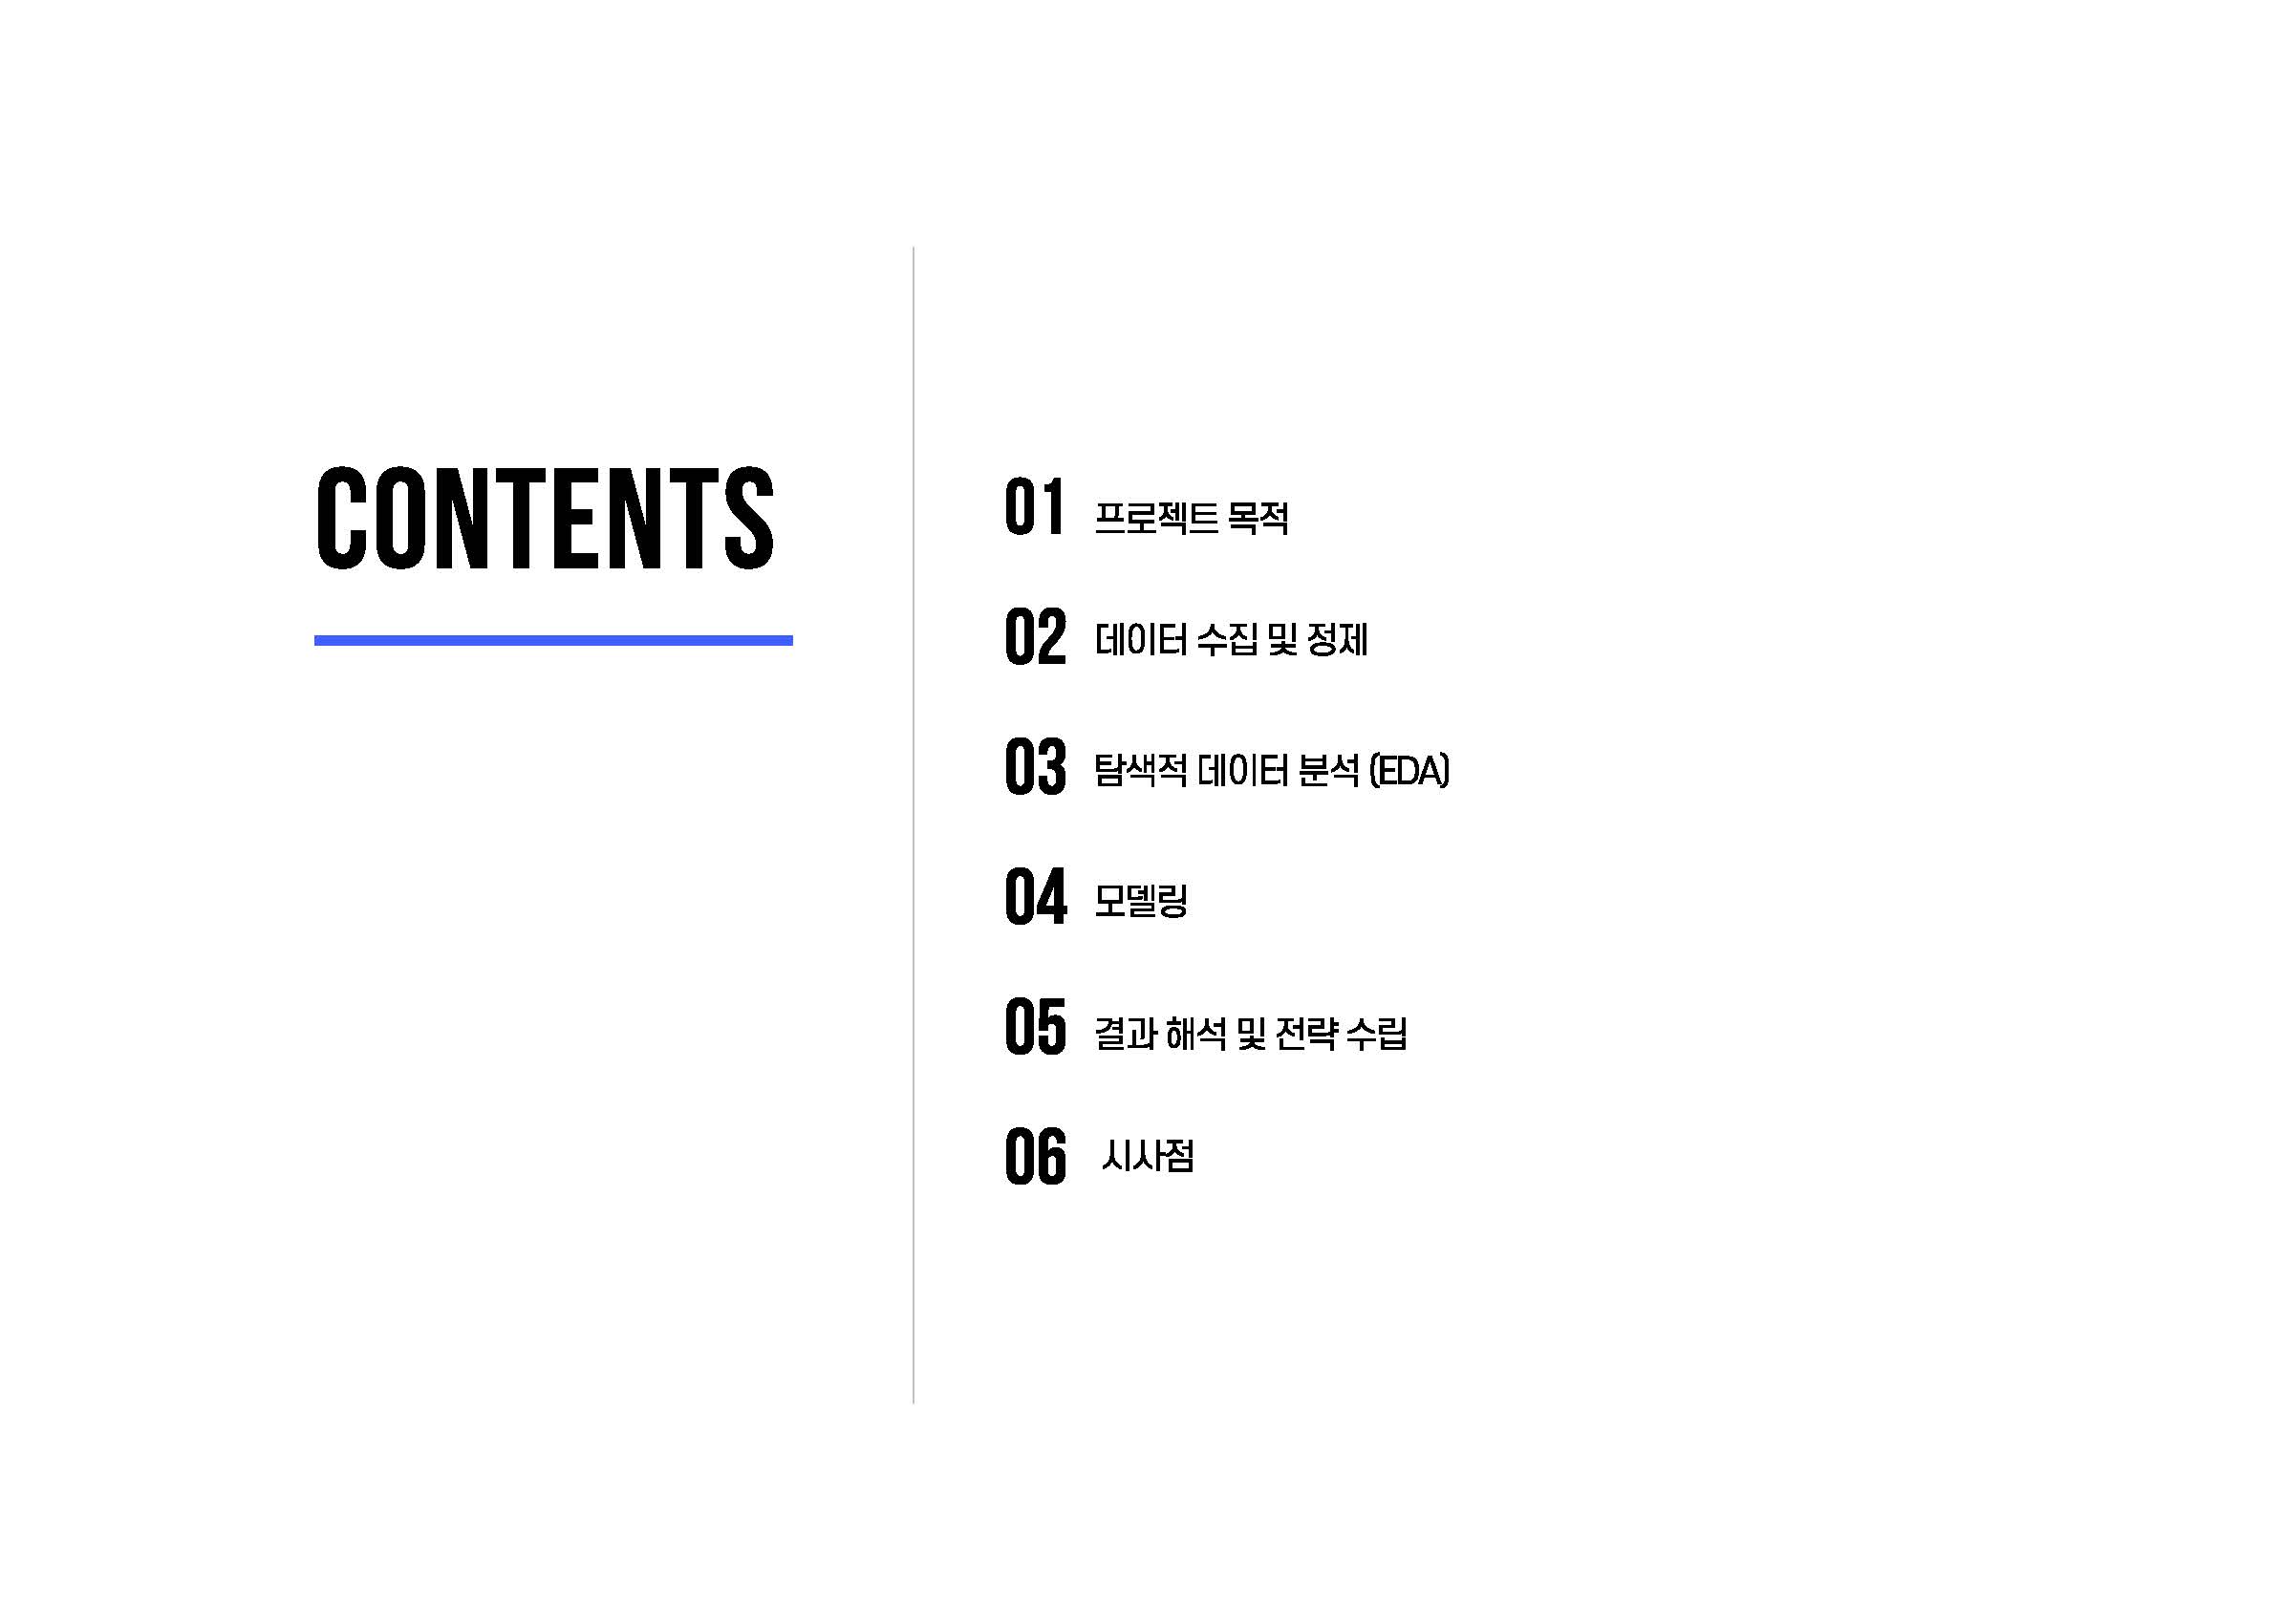 CONTENTS
01 프로젝트 목적
02 데이터 수집 및 정제
03 탐색적 데이터 분석 (EDA)
04 모델링
05 결과 해석 및 전략 수립
06 시사점